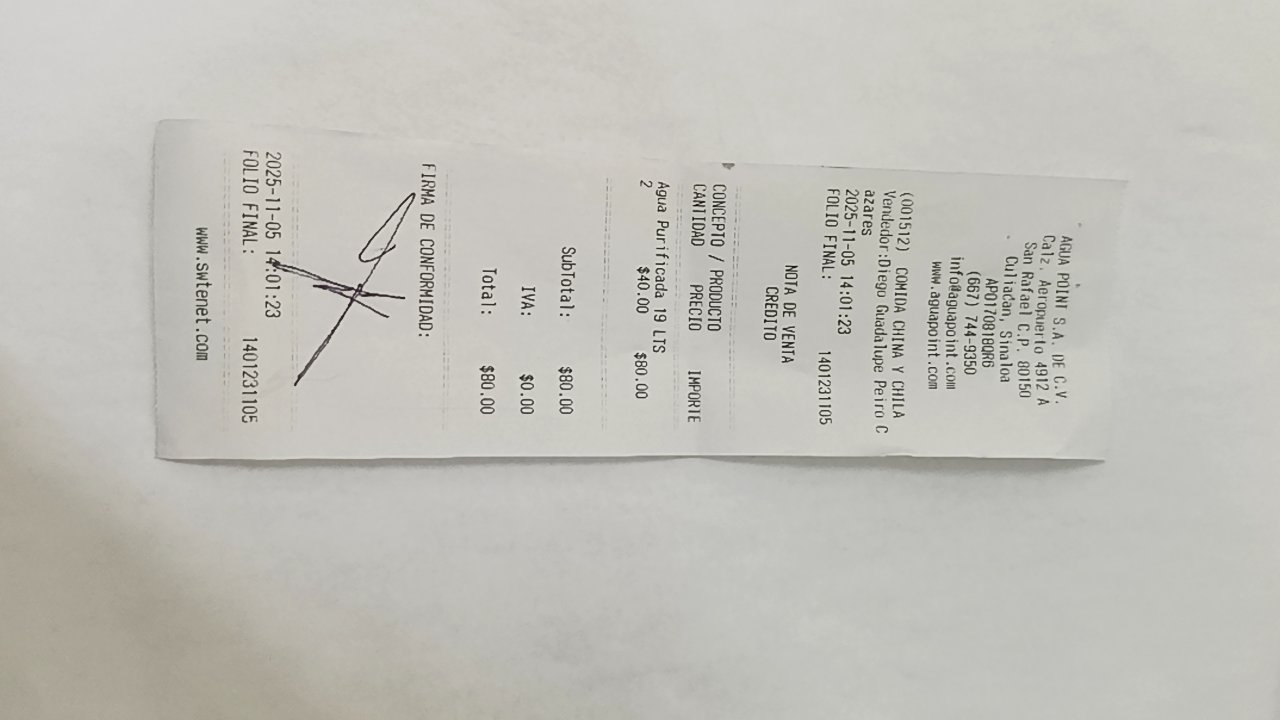 AGUA POINT S.A. DE C.V.
Calz. Aeropuerto 4912 A
San Rafael C.P. 80150
Culiacán, Sinaloa
APO170818QR6
(667) 744-9350
info@aguapoint.com
www.aguapoint.com
(001512) COMIDA CHINA Y CHILA
Vendedor:Diego Guadalupe Peiro C
azares
2025-11-05 14:01:23
FOLIO FINAL: 1401231105
NOTA DE VENTA
CREDITO
CONCEPTO / PRODUCTO
CANTIDAD PRECIO IMPORTE
Agua Purificada 19 LTS
2 $40.00 $80.00
SubTotal: $80.00
IVA: $0.00
Total: $80.00
FIRMA DE CONFORMIDAD:
2025-11-05 14:01:23
FOLIO FINAL: 1401231105
www.swtenet.com